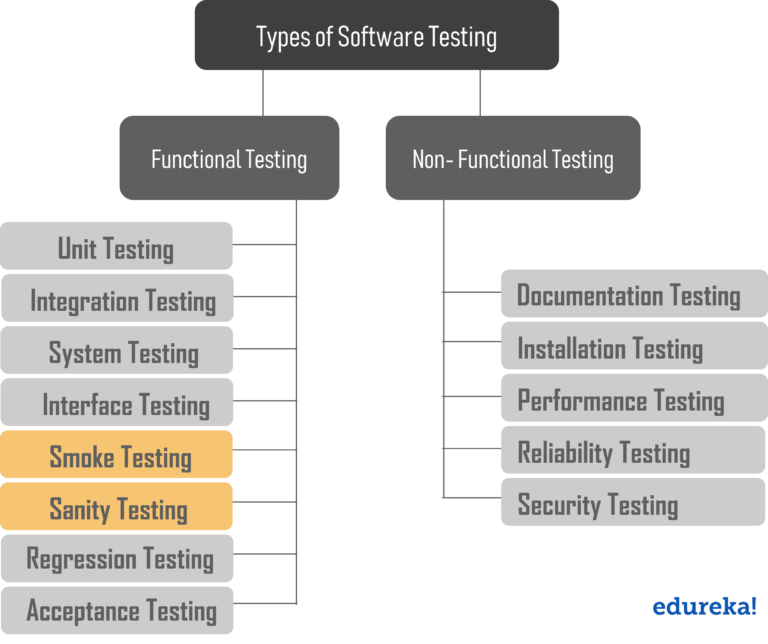 Types of Software Testing
Functional Testing
Non- Functional Testing
Unit Testing
Integration Testing
System Testing
Interface Testing
Smoke Testing
Sanity Testing
Regression Testing
Acceptance Testing
Documentation Testing
Installation Testing
Performance Testing
Reliability Testing
Security Testing
edureka!